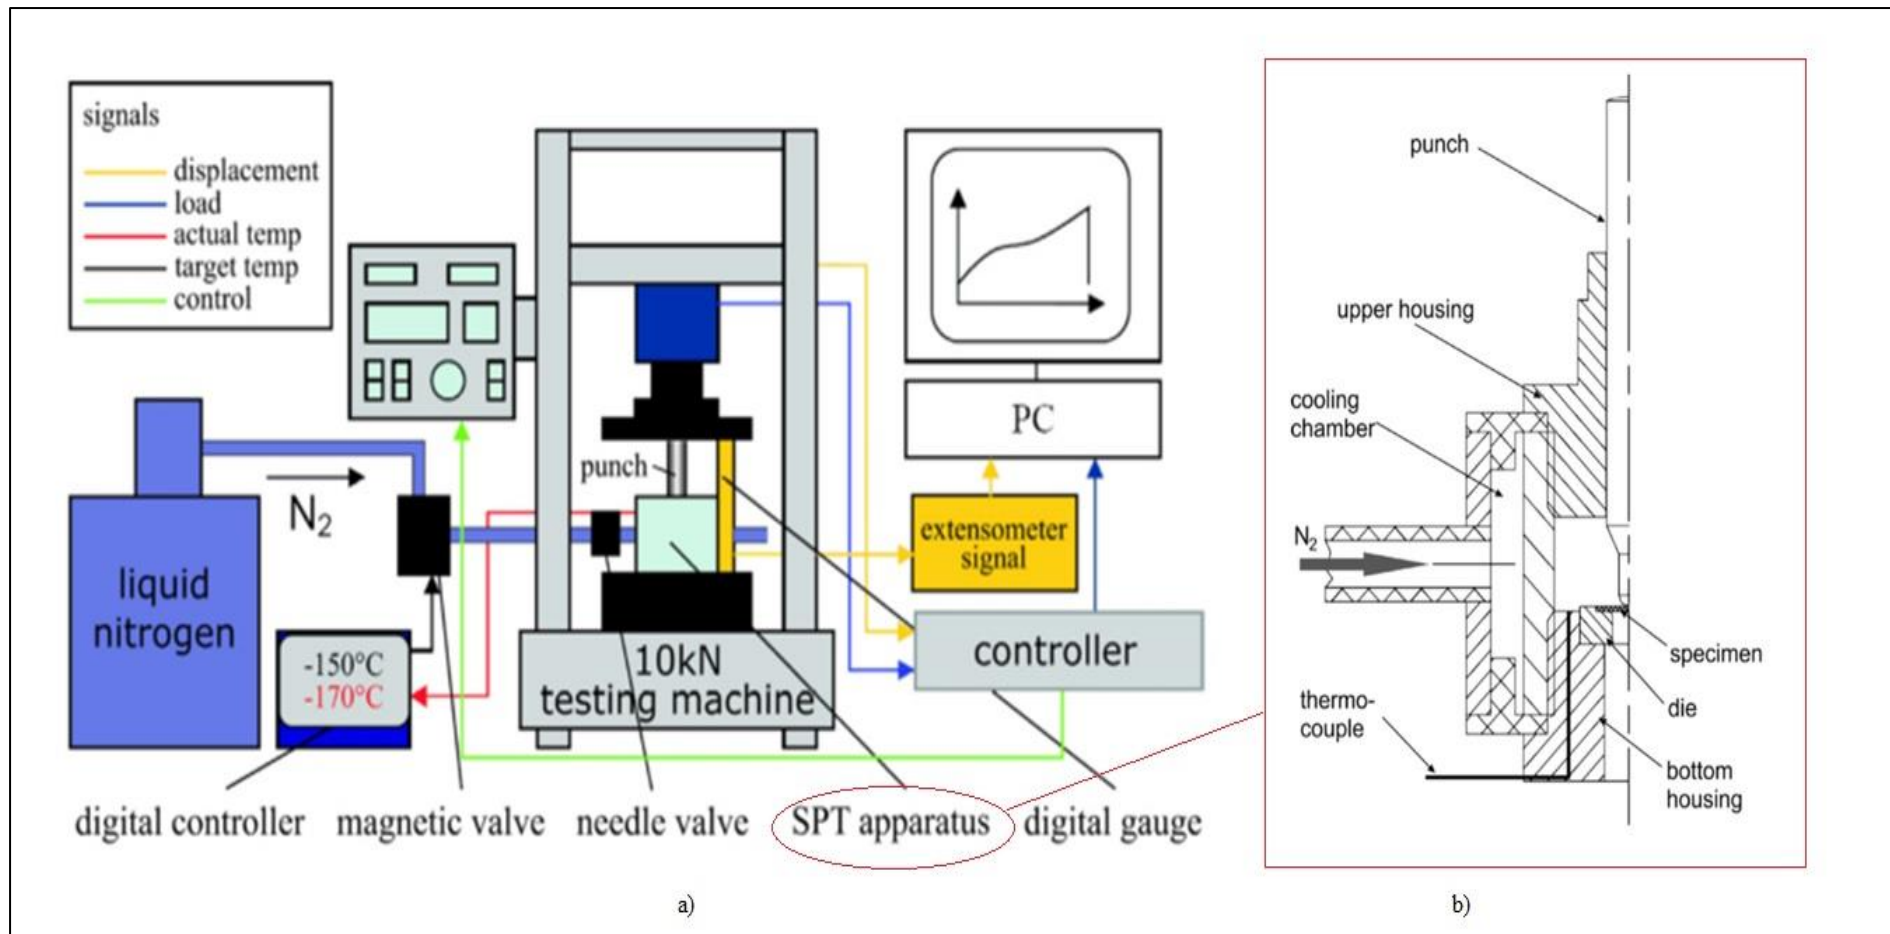 signals
displacement
load
actual temp
target temp
control
N2
liquid
nitrogen
-150°C
-170°C
punch
10kN
testing machine
PC
extensometer
signal
controller
digital controller
magnetic valve
needle valve
SPT apparatus
digital gauge
a)
punch
upper housing
cooling
chamber
N2
thermo-
couple
specimen
die
bottom
housing
b)